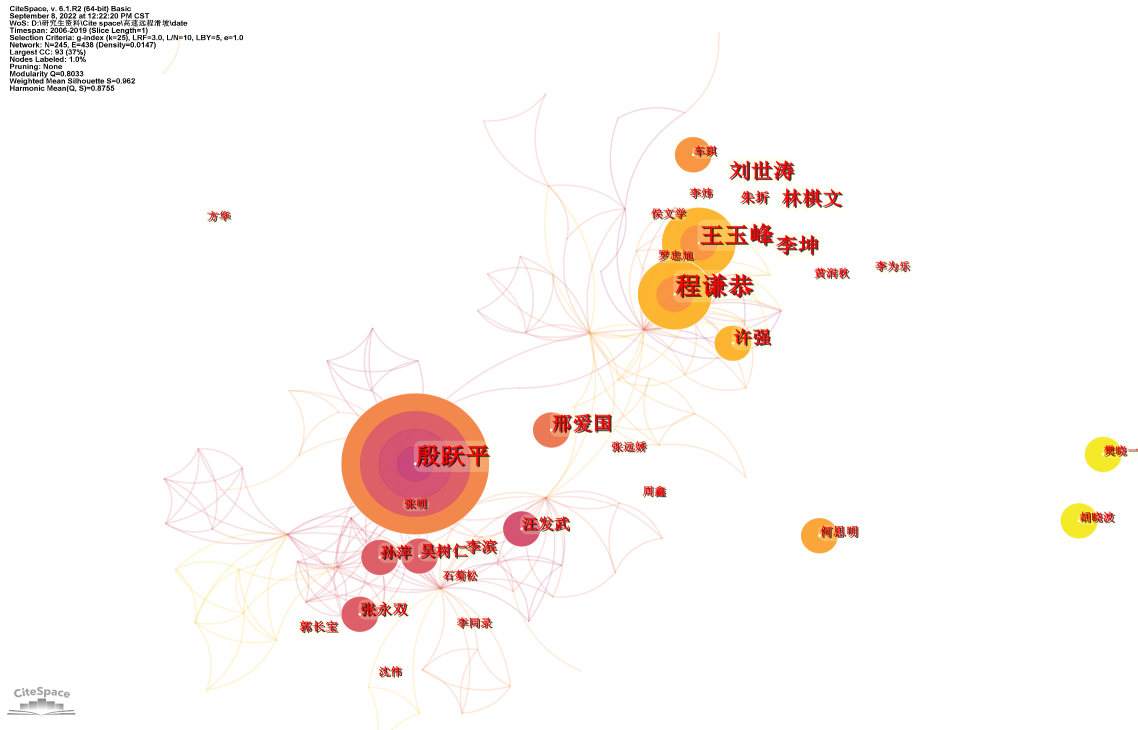 CiteSpace, v. 6.1.R2 (64-bit) Basic
September 8, 2022 at 12:22:20 PM CST
WoS: D:\研究生资料\Cite space\高速远程滑坡\date
Timespan: 2006-2019 (Slice Length=1)
Selection Criteria: g-index (k=25), LRF=3.0, L/N=10, LBY=5, e=1.0
Network: N=245, E=438 (Density=0.0147)
Largest CC: 93 (37%)
Nodes Labeled: 1.0%
Pruning: None
Modularity Q=0.8033
Weighted Mean Silhouette S=0.962
Harmonic Mean(Q, S)=0.8755
车琪
刘世涛
李炜
朱圻
林棋文
侯文学
方华
王玉峰
李坤
罗忠旭
黄润秋
李为乐
程谦恭
许强
邢爱国
张远娇
殷跃平
樊晓一
周鑫
张明
胡晓波
汪发武
何思明
孙萍
吴树仁
李滨
石菊松
张永双
郭长宝
李同录
沈伟
CiteSpace